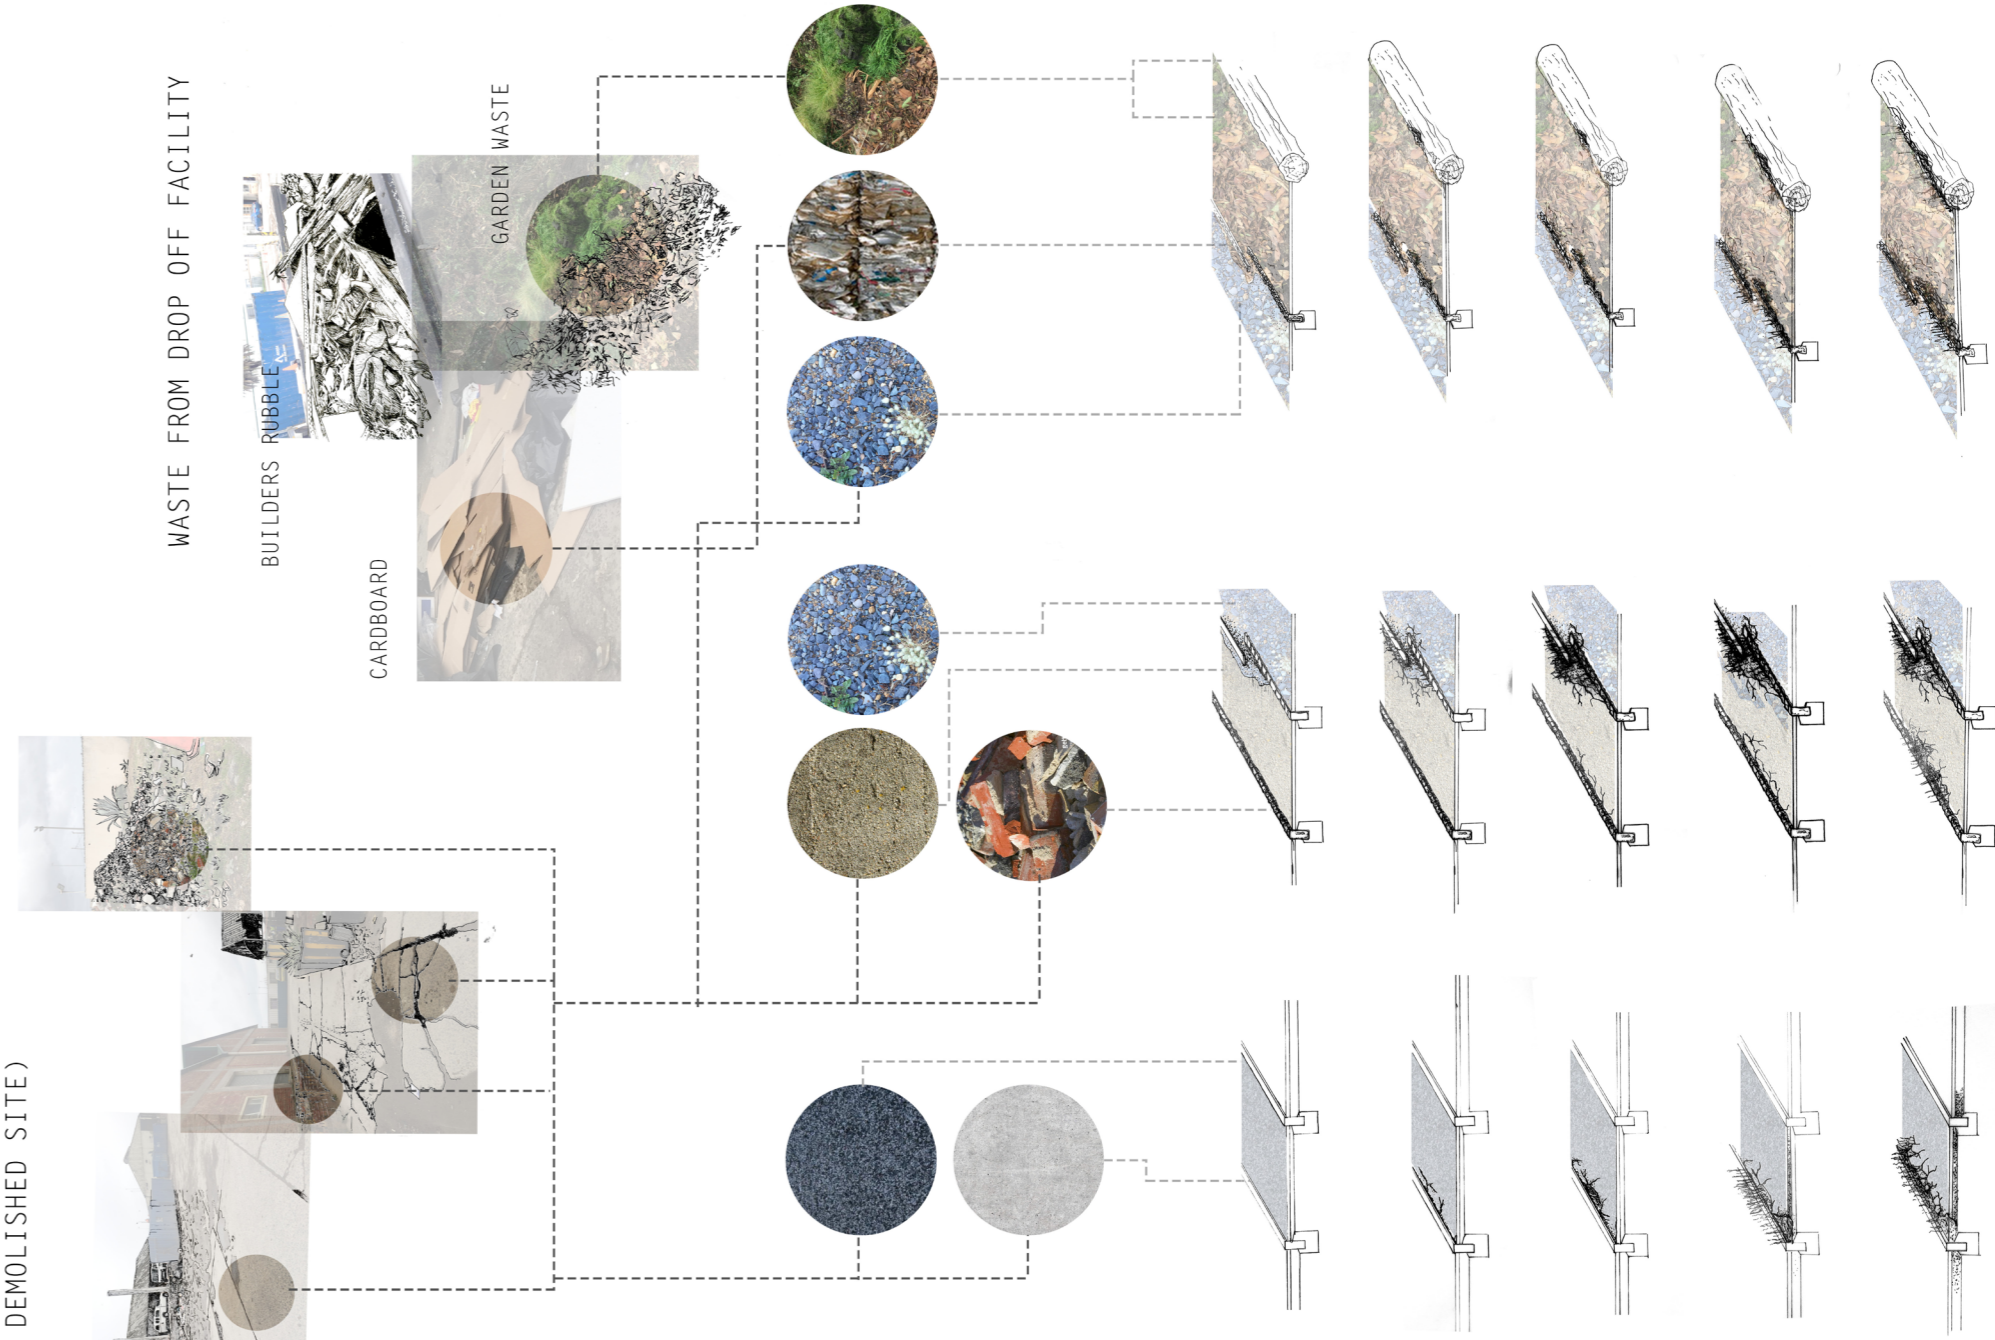 WASTE FROM DROP OFF FACILITY
BUILDERS RUBBLE
CARDBOARD
GARDEN WASTE
DEMOLISHED SITE)